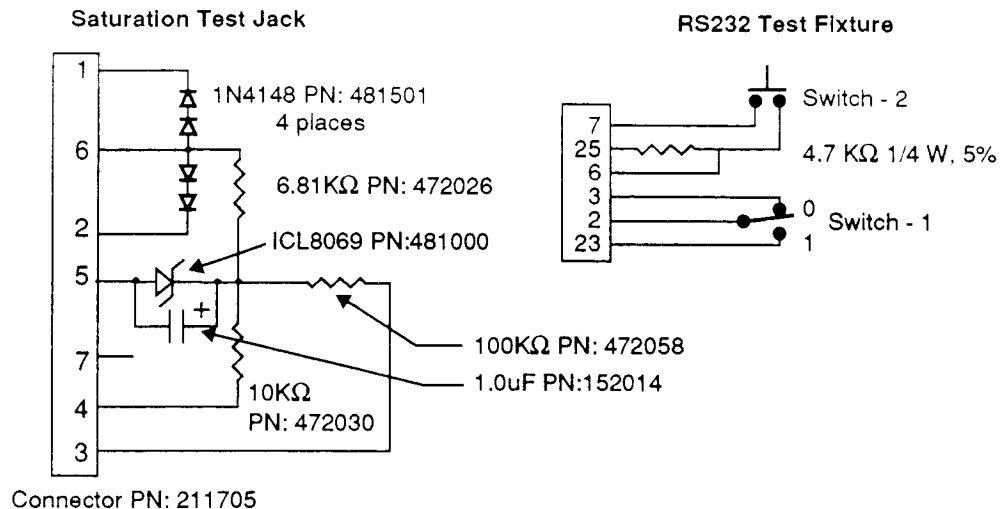 Saturation Test Jack
1
1N4148 PN: 481501
4 places
6
6.81KΩ PN: 472026
2
ICL8069 PN:481000
5
+
7
100KΩ PN: 472058
1.0uF PN:152014
10KΩ
PN: 472030
4
3
Connector PN: 211705
RS232 Test Fixture
Switch - 2
7
25
4.7 KΩ 1/4 W, 5%
6
3
0
2
Switch - 1
23
1